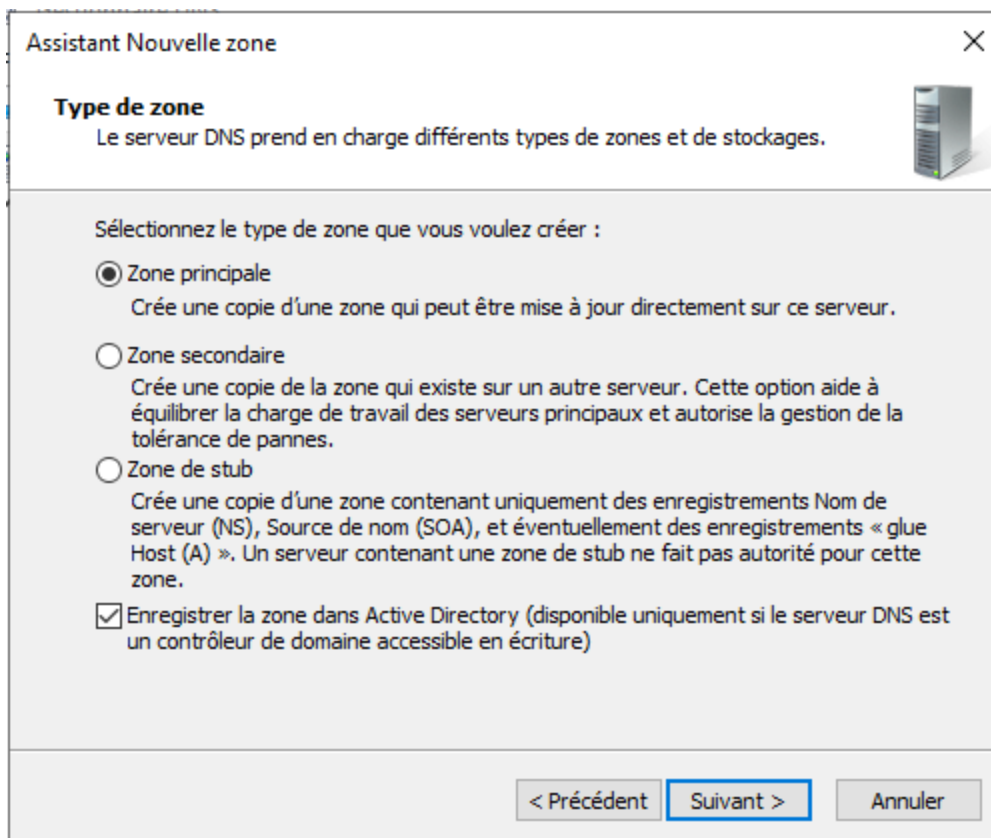 Assistant Nouvelle zone
Type de zone
Le serveur DNS prend en charge différents types de zones et de stockages.
Sélectionnez le type de zone que vous voulez créer :
Zone principale
Crée une copie d'une zone qui peut être mise à jour directement sur ce serveur.
Zone secondaire
Crée une copie de la zone qui existe sur un autre serveur. Cette option aide à
équilibrer la charge de travail des serveurs principaux et autorise la gestion de la
tolérance de pannes.
Zone de stub
Crée une copie d'une zone contenant uniquement des enregistrements Nom de
serveur (NS), Source de nom (SOA), et éventuellement des enregistrements « glue
Host (A) ». Un serveur contenant une zone de stub ne fait pas autorité pour cette
zone.
Enregistrer la zone dans Active Directory (disponible uniquement si le serveur DNS est
un contrôleur de domaine accessible en écriture)
< Précédent Suivant > Annuler